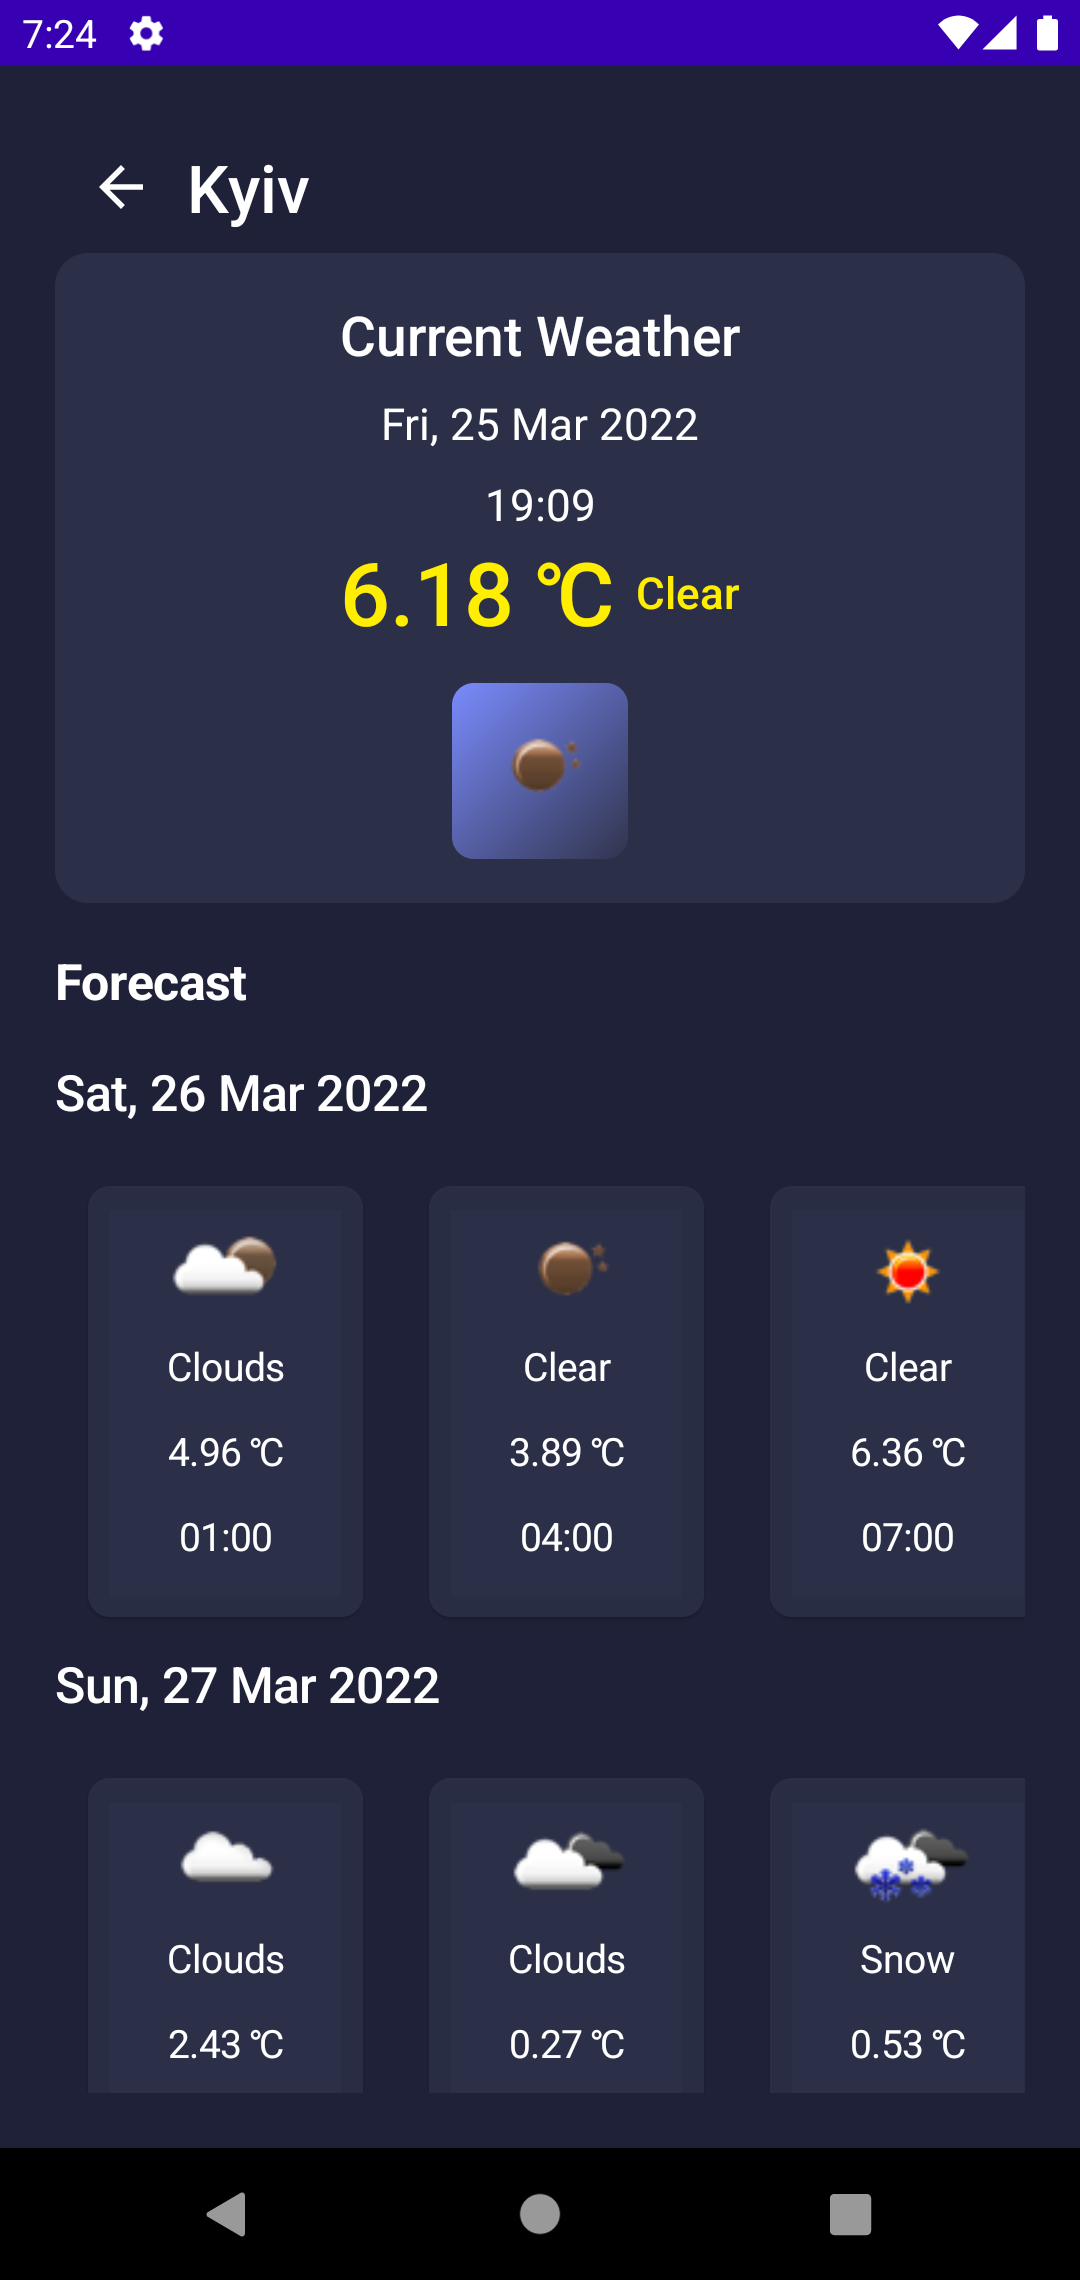 7:24
Kyiv
Current Weather
Fri, 25 Mar 2022
19:09
6.18 °C Clear
Forecast
Sat, 26 Mar 2022
Clouds Clear Clear
4.96 °C 3.89 °C 6.36 °C
01:00 04:00 07:00
Sun, 27 Mar 2022
Clouds Clouds Snow
2.43 °C 0.27 °C 0.53 °C